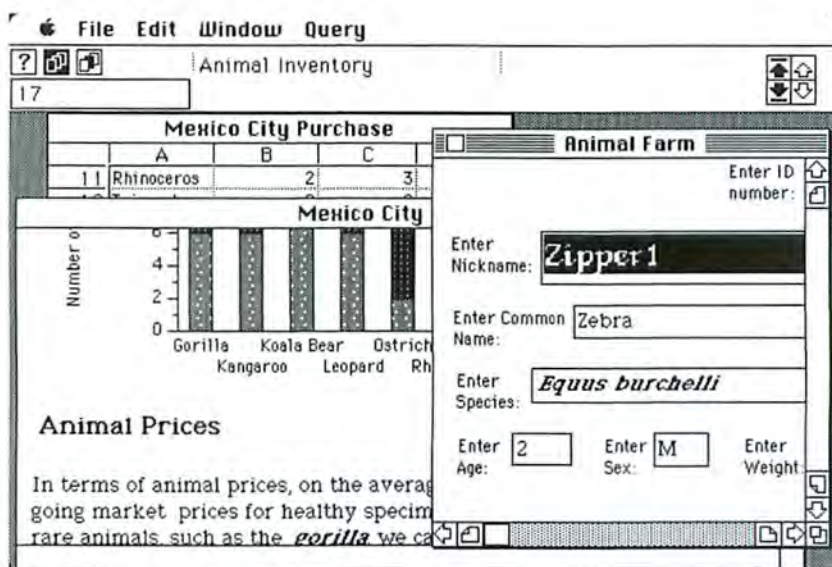 File Edit Window Query
?
Animal Inventory
17
Mexico City Purchase
A B C
11 Rhinoceros 2 3
Mexico City
Number o
6
4
2
0
Gorilla Koala Bear Ostrich
Kangaroo Leopard Rh
Animal Prices
In terms of animal prices, on the averag
going market prices for healthy specim
rare animals, such as the gorilla we ca
Animal Farm
Enter ID
number:
Enter
Nickname: Zipper1
Enter Common
Name: Zebra
Enter
Species: Equus burchelli
Enter
Age: 2
Enter
Sex: M
Enter
Weight: